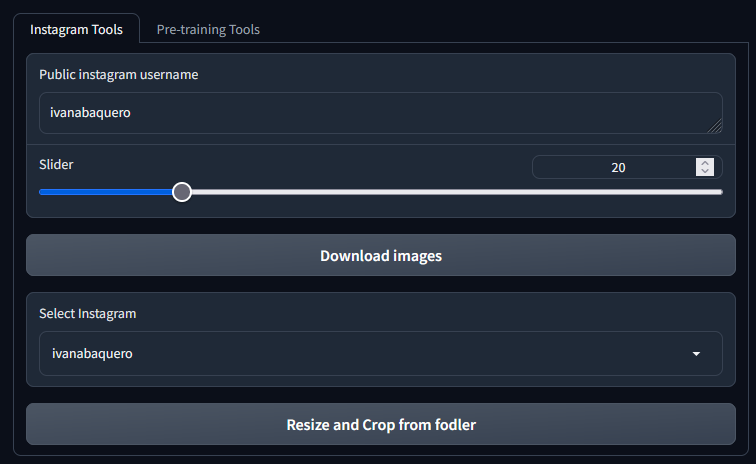 Instagram Tools Pre-training Tools
Public instagram username
ivanabaquero
Slider 20
Download images
Select Instagram
ivanabaquero
Resize and Crop from fodler